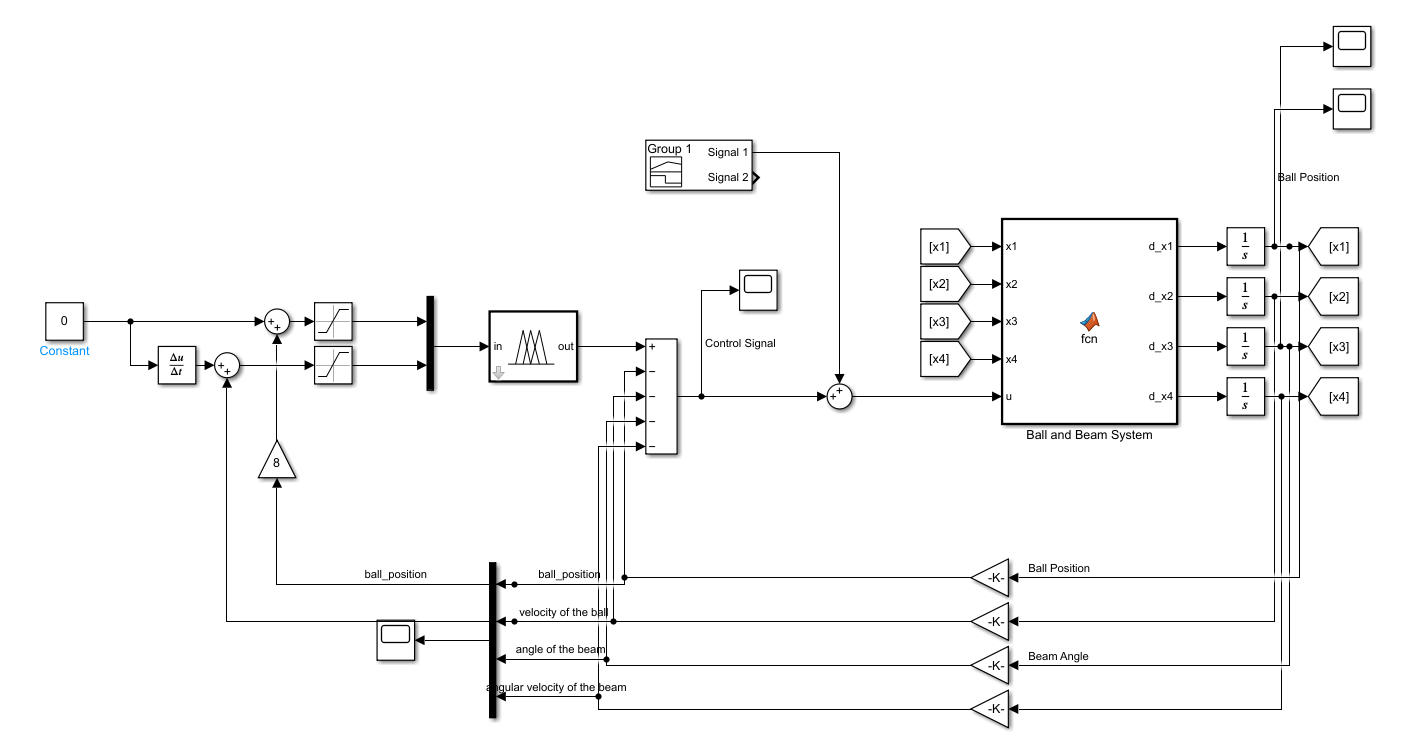 Ball Position
Group 1
Signal 1
Signal 2
[x1]
[x2]
[x3]
[x4]
x1
x2
x3
x4
u
fcn
d_x1
d_x2
d_x3
d_x4
Ball and Beam System
1
s
1
s
1
s
1
s
[x1]
[x2]
[x3]
[x4]
0
Constant
Δu
Δt
+
+
+
+
in
out
+
−
−
−
−
Control Signal
+
+
8
ball_position
ball_position
velocity of the ball
angle of the beam
angular velocity of the beam
-K-
Ball Position
-K-
-K-
Beam Angle
-K-